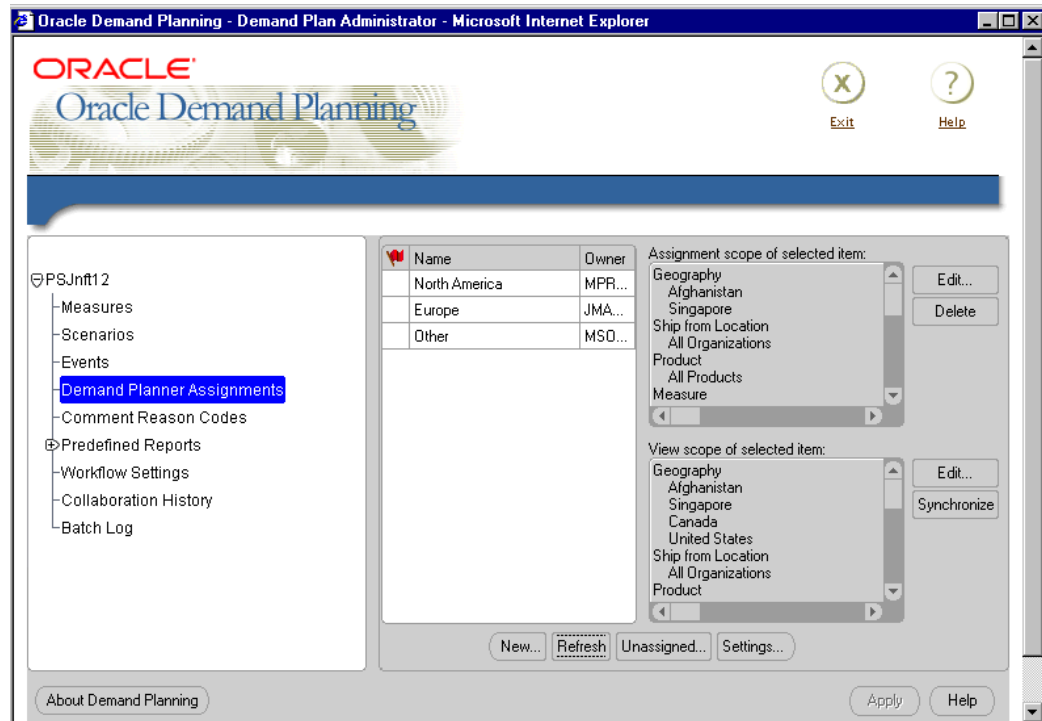 Oracle Demand Planning - Demand Plan Administrator - Microsoft Internet Explorer
ORACLE'
Oracle Demand Planning
X
?
Exit
Help
PSJnft12
Measures
Scenarios
Events
Demand Planner Assignments
Comment Reason Codes
Predefined Reports
Workflow Settings
Collaboration History
Batch Log
Name Owner
North America MPR...
Europe JMA...
Other MSO...
Assignment scope of selected item:
Geography
Afghanistan
Singapore
Ship from Location
All Organizations
Product
All Products
Measure
Edit...
Delete
View scope of selected item:
Geography
Afghanistan
Singapore
Canada
United States
Ship from Location
All Organizations
Product
Edit...
Synchronize
New... Refresh Unassigned... Settings...
About Demand Planning
Apply
Help